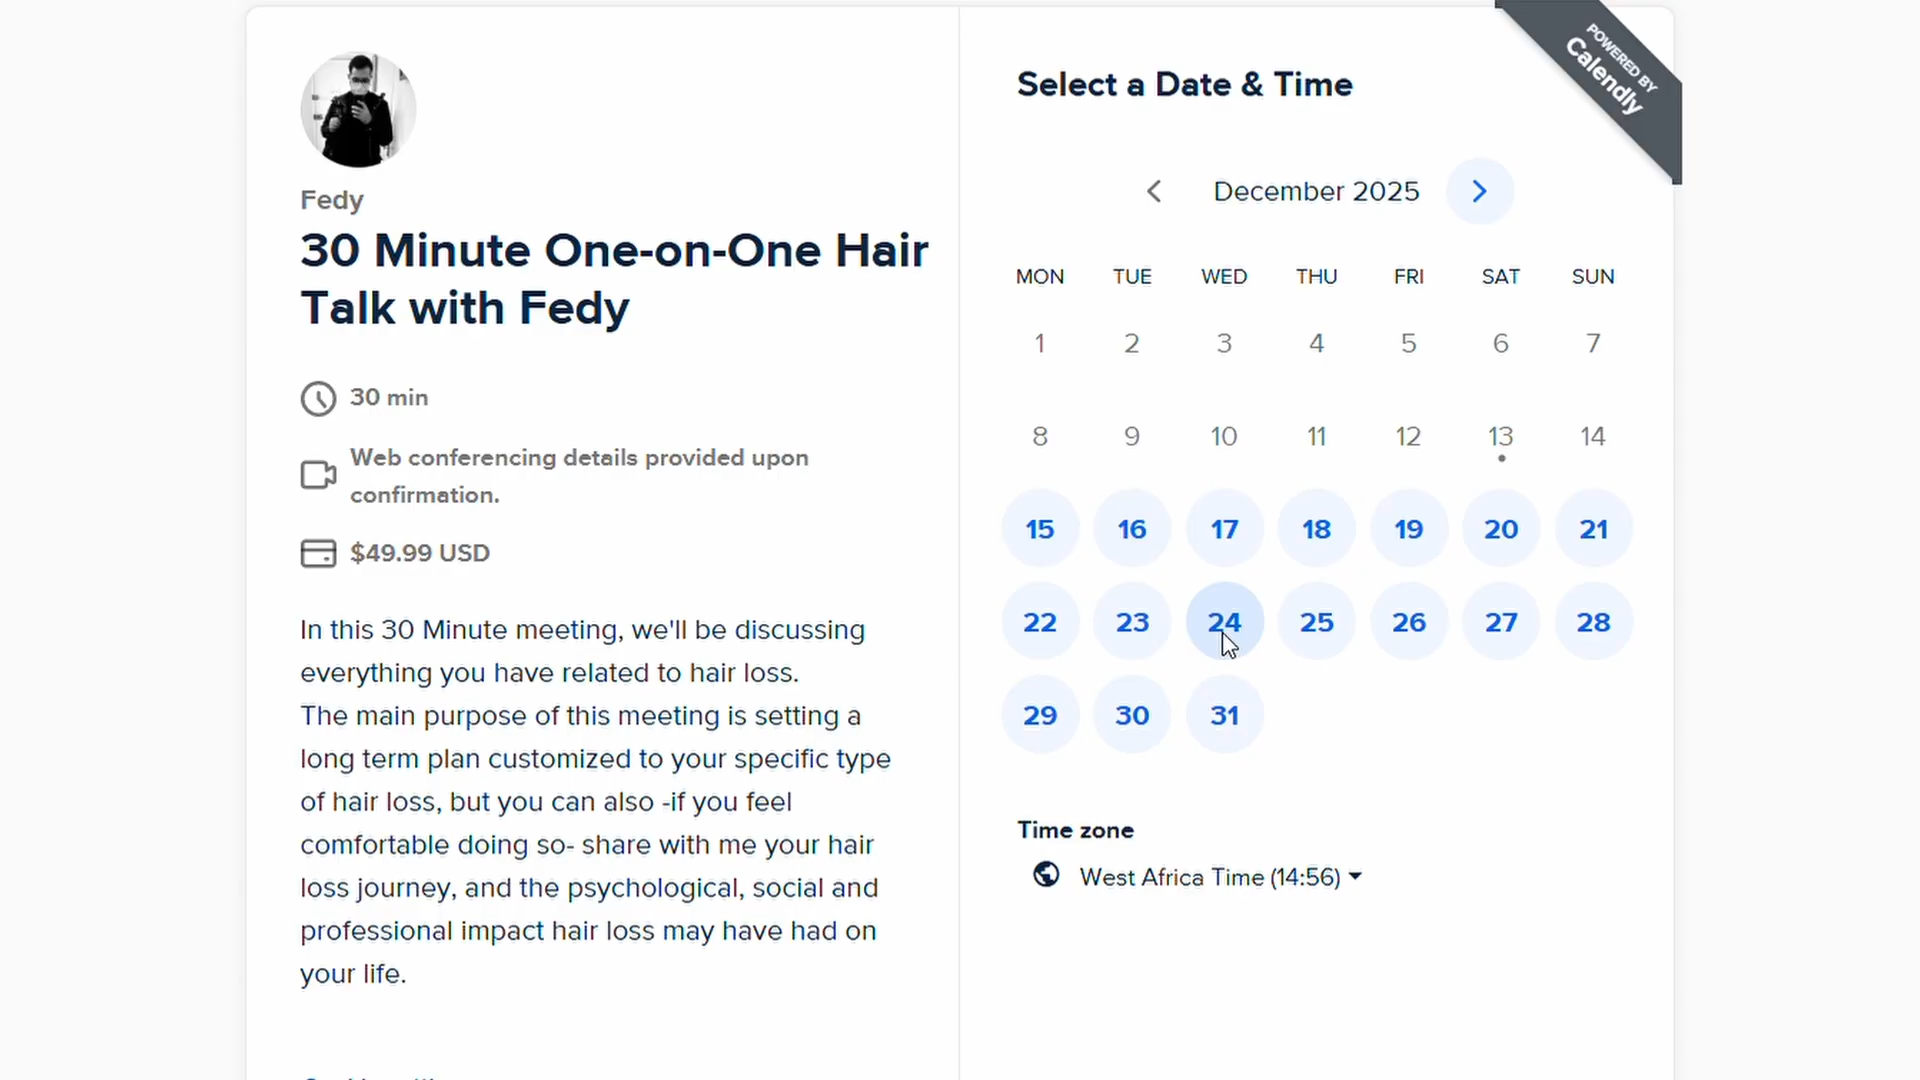 Fedy
30 Minute One-on-One Hair
Talk with Fedy
30 min
Web conferencing details provided upon
confirmation.
$49.99 USD
In this 30 Minute meeting, we'll be discussing
everything you have related to hair loss.
The main purpose of this meeting is setting a
long term plan customized to your specific type
of hair loss, but you can also -if you feel
comfortable doing so- share with me your hair
loss journey, and the psychological, social and
professional impact hair loss may have had on
your life.
Select a Date & Time
POWERED BY
Calendly
December 2025
MON TUE WED THU FRI SAT SUN
1 2 3 4 5 6 7
8 9 10 11 12 13 14
15 16 17 18 19 20 21
22 23 24 25 26 27 28
29 30 31
Time zone
West Africa Time (14:56)